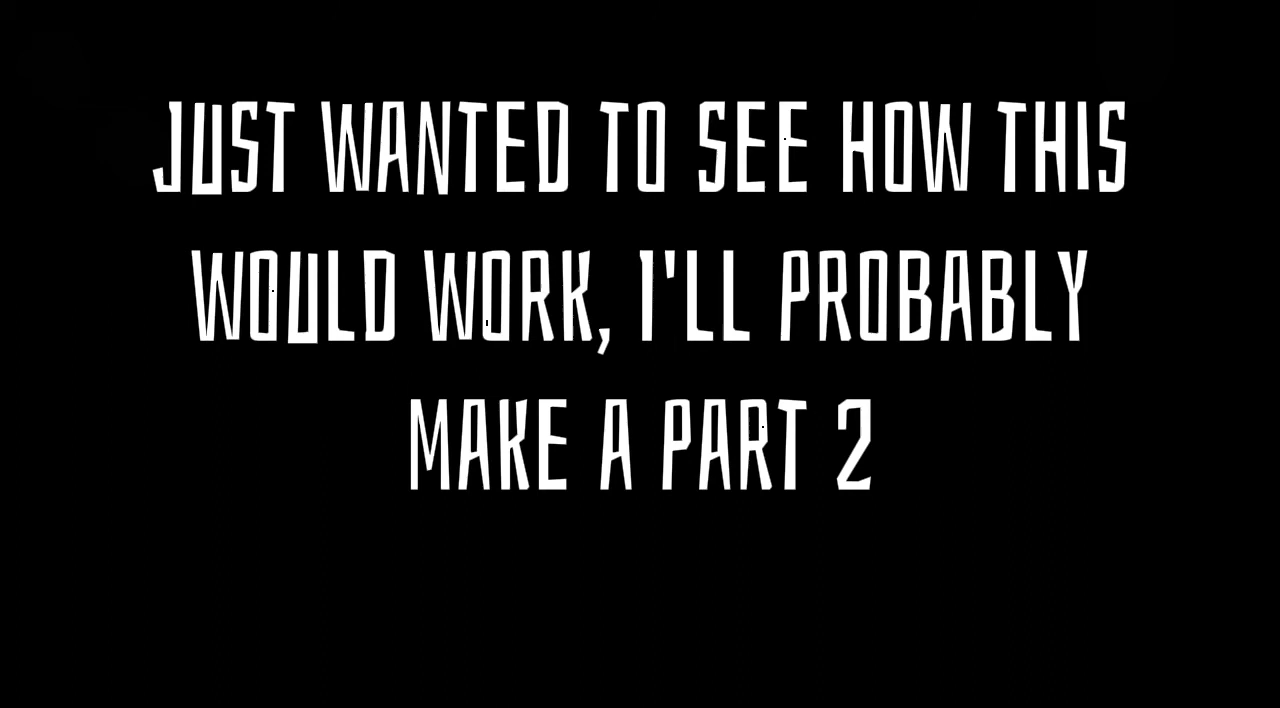 JUST WANTED TO SEE HOW THIS
WOULD WORK, I'LL PROBABLY
MAKE A PART 2